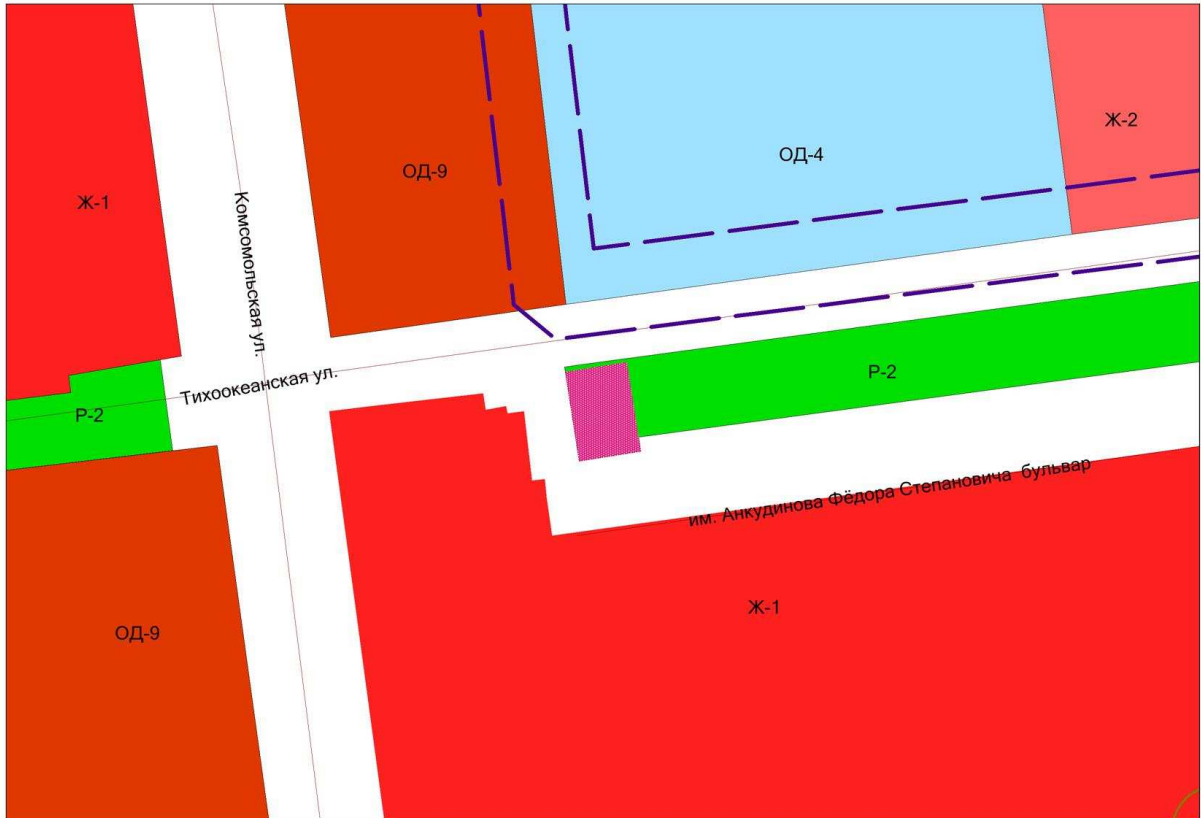 Ж-2
ОД-4
ОД-9
Ж-1
Комсомольская ул.
Тихоокеанская ул.
Р-2
Р-2
им. Анкудинова Фёдора Степановича бульвар
Ж-1
ОД-9